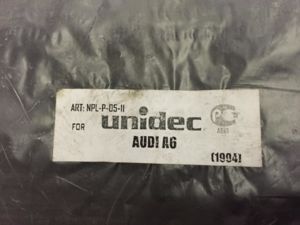 ART: NPL-P-05-11
FOR unidec
AUDI A6
(1994)